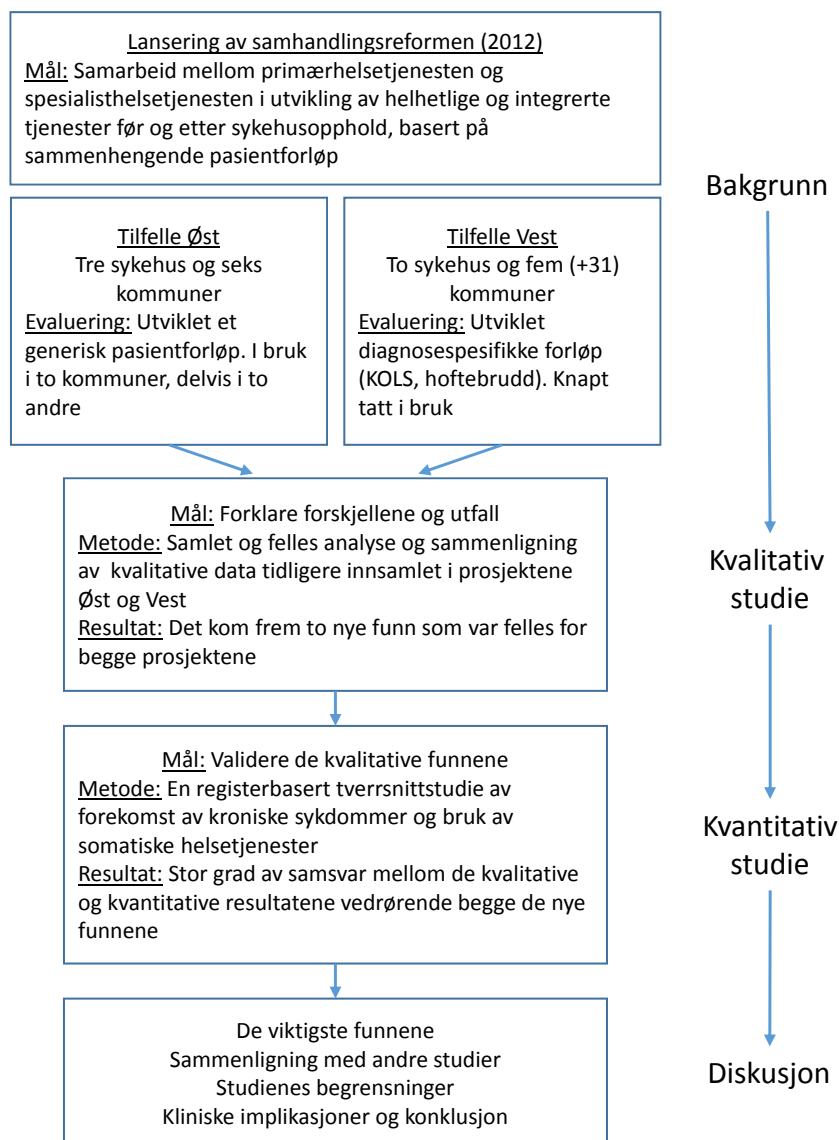 Lansering av samhandlingsreformen (2012)
Mål: Samarbeid mellom primærhelsetjenesten og
spesialisthelsetjenesten i utvikling av helhetlige og integrerte
tjenester før og etter sykehusopphold, basert på
sammenhengende pasientforløp
Bakgrunn
Tilfelle Øst
Tre sykehus og seks
kommuner
Evaluering: Utviklet et
generisk pasientforløp. I bruk
i to kommuner, delvis i to
andre
Tilfelle Vest
To sykehus og fem (+31)
kommuner
Evaluering: Utviklet
diagnosespesifikke forløp
(KOLS, hoftebrudd). Knapt
tatt i bruk
Mål: Forklare forskjellene og utfall
Metode: Samlet og felles analyse og sammenligning
av kvalitative data tidligere innsamlet i prosjektene
Øst og Vest
Resultat: Det kom frem to nye funn som var felles for
begge prosjektene
Kvalitativ
studie
Mål: Validere de kvalitative funnene
Metode: En registerbasert tverrsnittstudie av
forekomst av kroniske sykdommer og bruk av
somatiske helsetjenester
Resultat: Stor grad av samsvar mellom de kvalitative
og kvantitative resultatene vedrørende begge de nye
funnene
Kvantitativ
studie
De viktigste funnene
Sammenligning med andre studier
Studienes begrensninger
Kliniske implikasjoner og konklusjon
Diskusjon